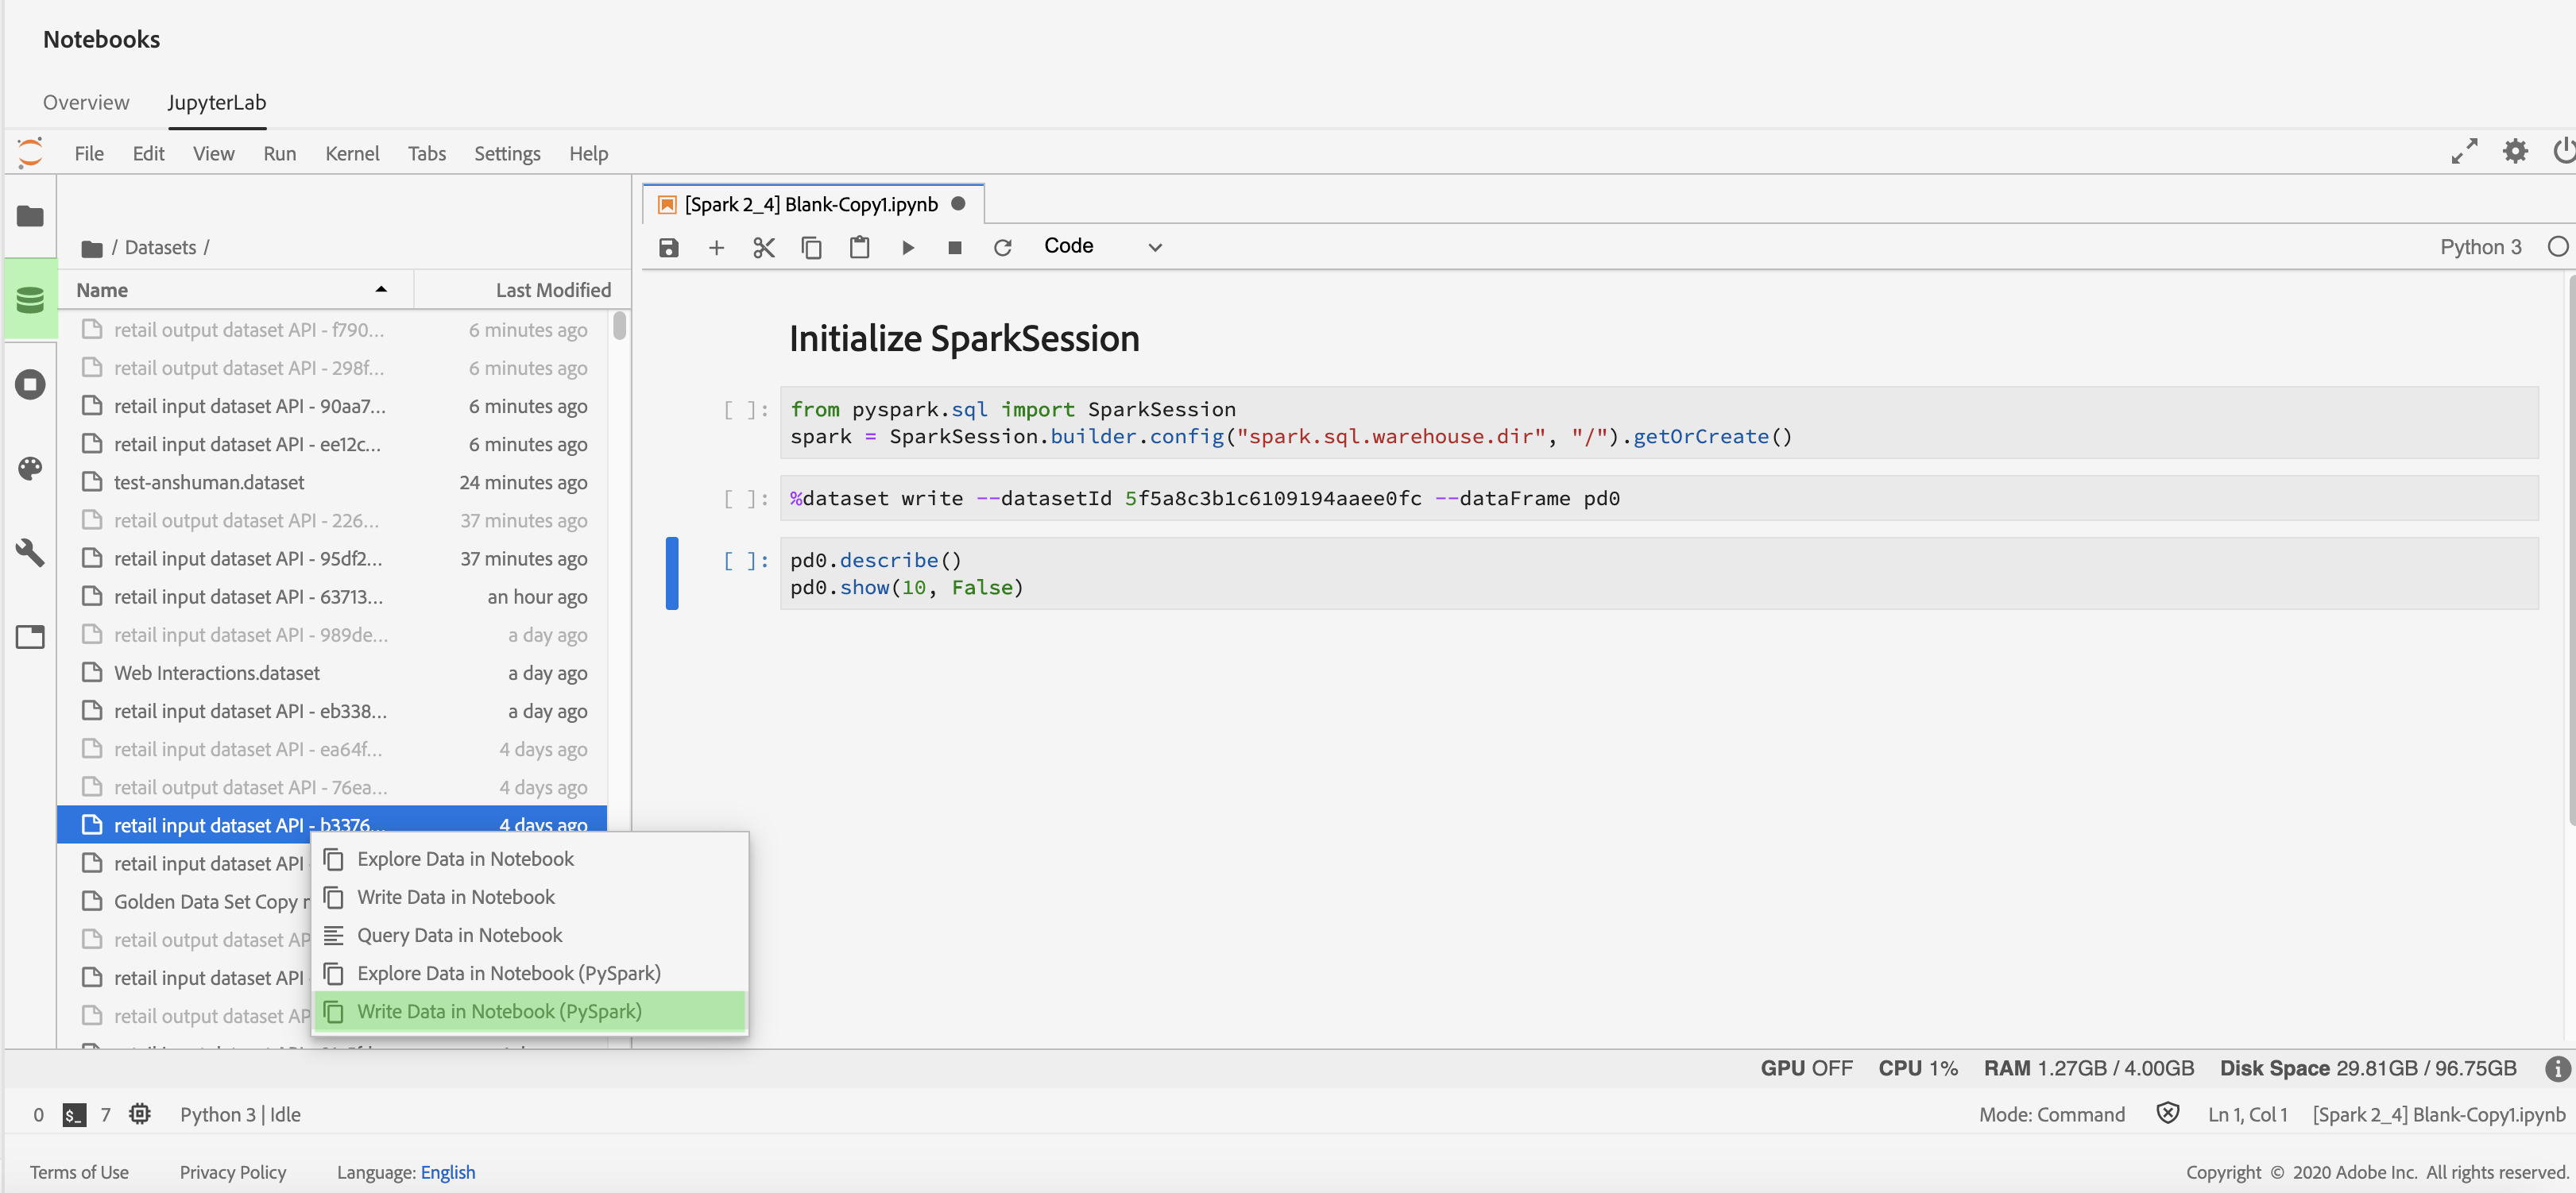 Notebooks
Overview JupyterLab
File Edit View Run Kernel Tabs Settings Help
[Spark 2_4] Blank-Copy1.ipynb
/ Datasets /
Code
Python 3
Name Last Modified
retail output dataset API - f790... 6 minutes ago
retail output dataset API - 298f... 6 minutes ago
retail input dataset API - 90aa7... 6 minutes ago
retail input dataset API - ee12c... 6 minutes ago
test-anshuman.dataset 24 minutes ago
retail output dataset API - 226... 37 minutes ago
retail input dataset API - 95df2... 37 minutes ago
retail input dataset API - 63713... an hour ago
retail input dataset API - 989de... a day ago
Web Interactions.dataset a day ago
retail input dataset API - eb338... a day ago
retail input dataset API - ea64f... 4 days ago
retail output dataset API - 76ea... 4 days ago
retail input dataset API - b3376... 4 days ago
retail input dataset API
Golden Data Set Copy
retail output dataset AP
retail input dataset API
retail output dataset AP
Explore Data in Notebook
Write Data in Notebook
Query Data in Notebook
Explore Data in Notebook (PySpark)
Write Data in Notebook (PySpark)
Initialize SparkSession
[ ]: from pyspark.sql import SparkSession
spark = SparkSession.builder.config("spark.sql.warehouse.dir", "/").getOrCreate()
[ ]: %dataset write --datasetId 5f5a8c3b1c6109194aaee0fc --dataFrame pd0
[ ]: pd0.describe()
pd0.show(10, False)
GPU OFF CPU 1% RAM 1.27GB / 4.00GB Disk Space 29.81GB / 96.75GB
0 $_ 7 Python 3 | Idle
Mode: Command Ln 1, Col 1 [Spark 2_4] Blank-Copy1.ipynb
Terms of Use Privacy Policy Language: English
Copyright © 2020 Adobe Inc. All rights reserved.